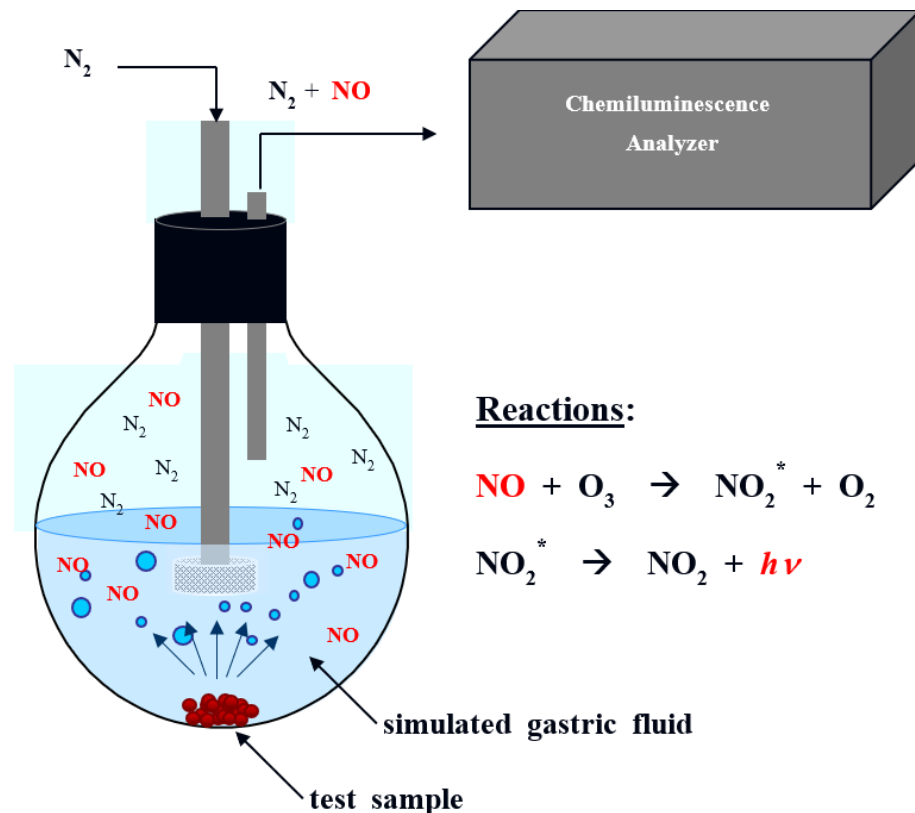 N₂
N₂ + NO
Chemiluminescence
Analyzer
NO
N₂
N₂
NO
N₂
N₂
NO
N₂
N₂
NO
NO
NO
NO
NO
NO
Reactions:
NO + O₃ → NO₂* + O₂
NO₂* → NO₂ + hν
simulated gastric fluid
test sample